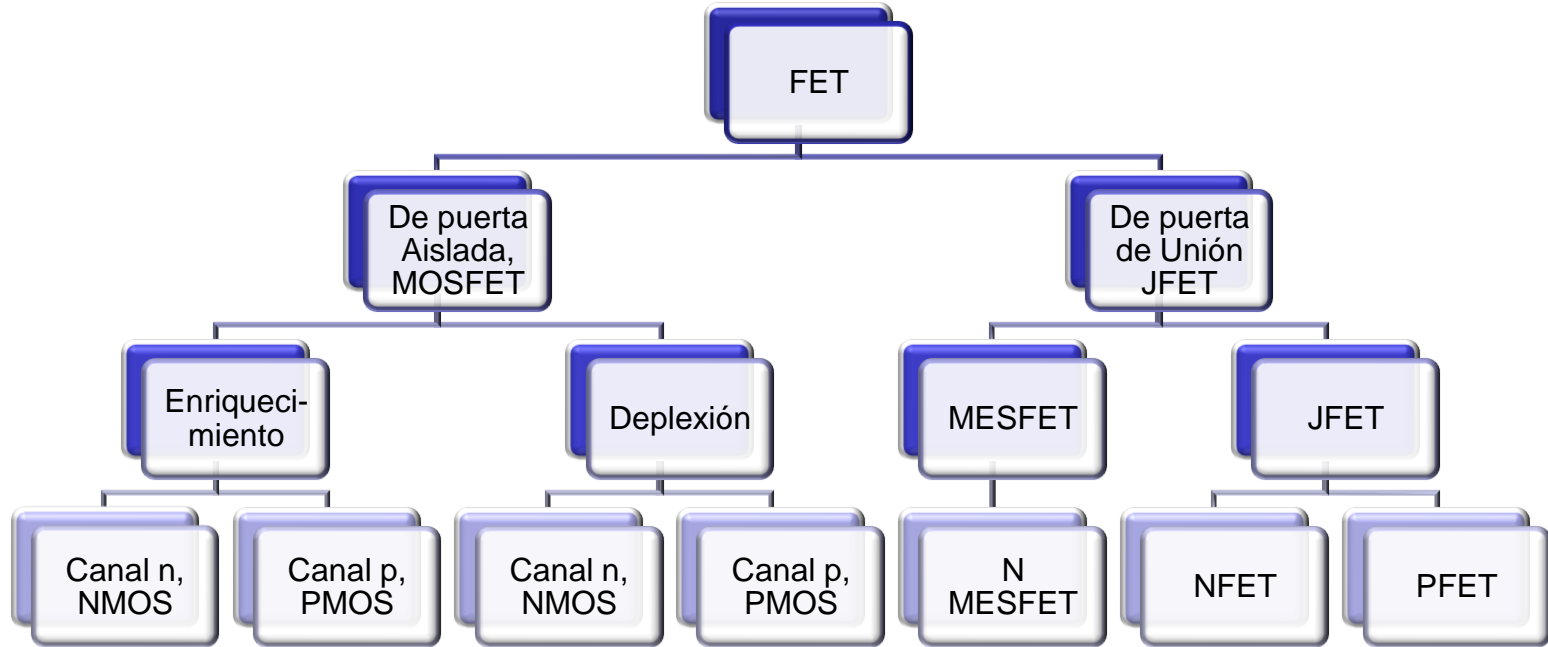 FET
De puerta
Aislada,
MOSFET
De puerta
de Unión
JFET
Enriqueci-
miento
Deplexión
MESFET
JFET
Canal n,
NMOS
Canal p,
PMOS
Canal n,
NMOS
Canal p,
PMOS
N
MESFET
NFET
PFET